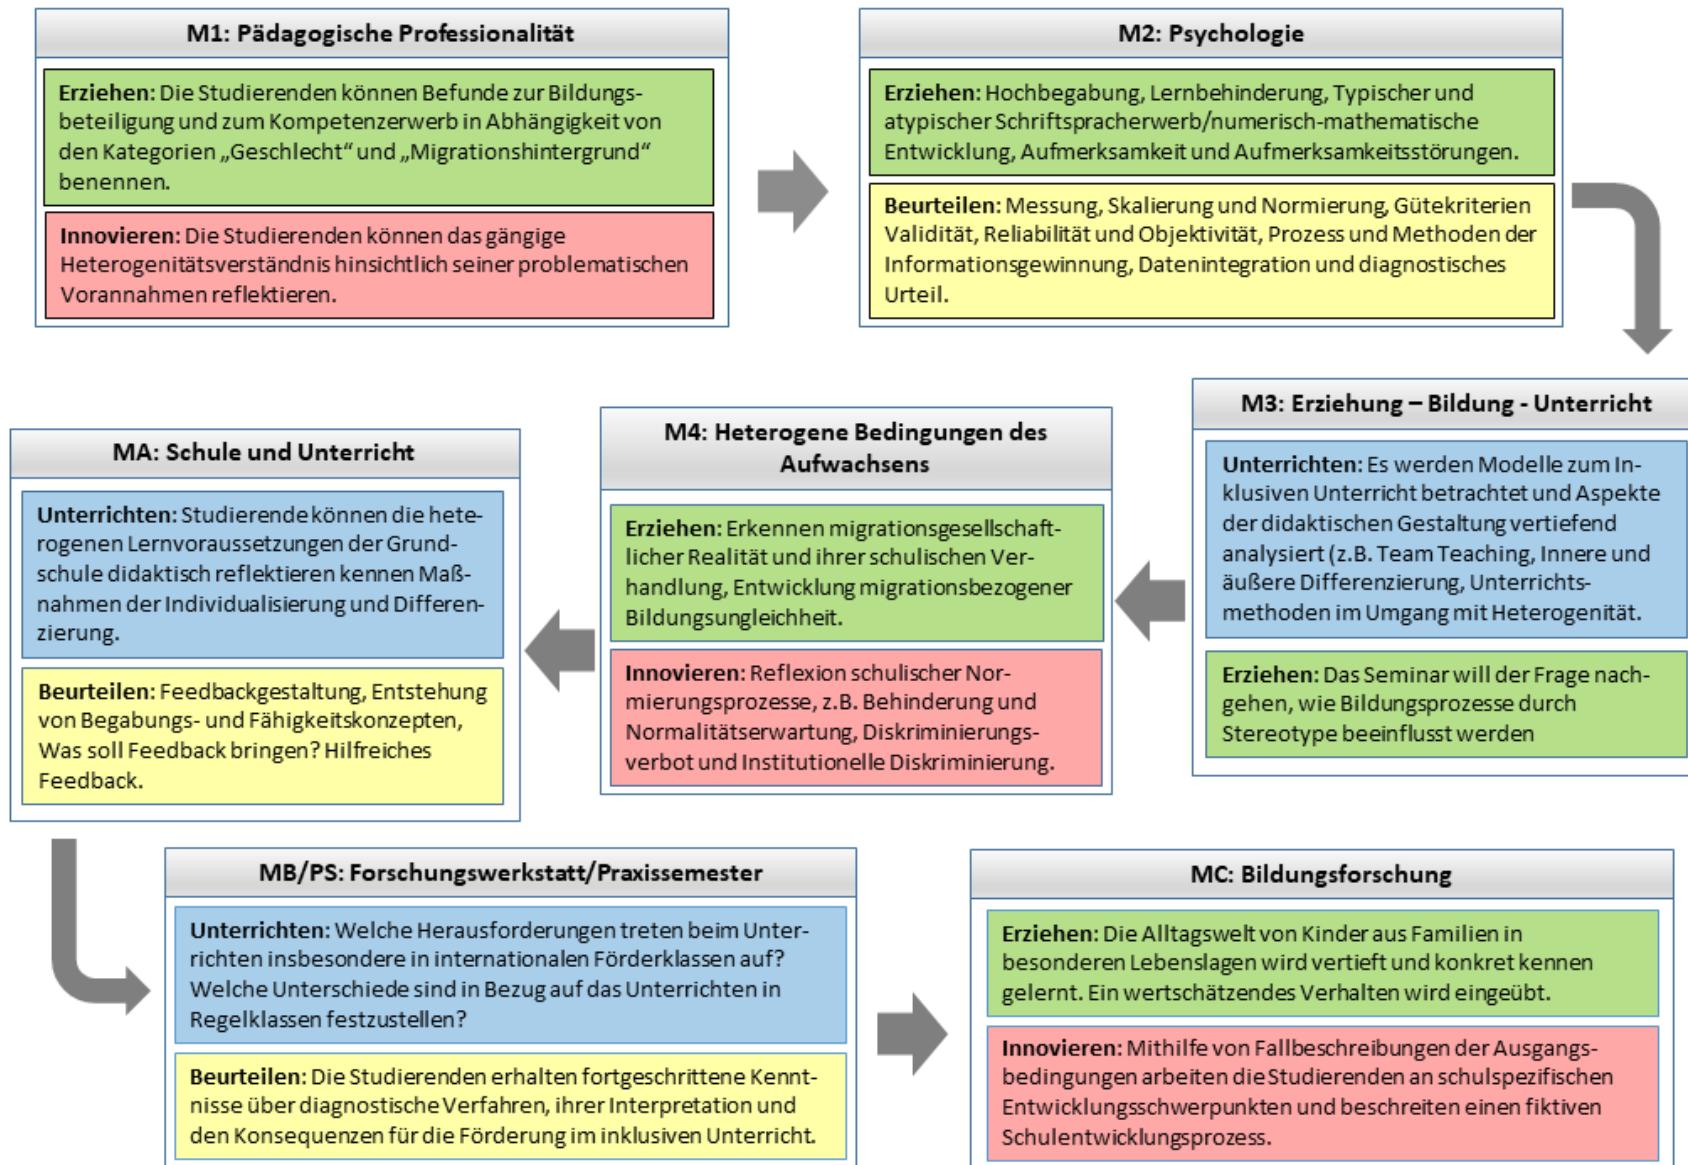 M1: Pädagogische Professionalität
Erziehen: Die Studierenden können Befunde zur Bildungs-
beteiligung und zum Kompetenzerwerb in Abhängigkeit von
den Kategorien „Geschlecht“ und „Migrationshintergrund“
benennen.
Innovieren: Die Studierenden können das gängige
Heterogenitätsverständnis hinsichtlich seiner problematischen
Vorannahmen reflektieren.
M2: Psychologie
Erziehen: Hochbegabung, Lernbehinderung, Typischer und
atypischer Schriftspracherwerb/numerisch-mathematische
Entwicklung, Aufmerksamkeit und Aufmerksamkeitsstörungen.
Beurteilen: Messung, Skalierung und Normierung, Gütekriterien
Validität, Reliabilität und Objektivität, Prozess und Methoden der
Informationsgewinnung, Datenintegration und diagnostisches
Urteil.
M3: Erziehung – Bildung - Unterricht
Unterrichten: Es werden Modelle zum In-
klusiven Unterricht betrachtet und Aspekte
der didaktischen Gestaltung vertiefend
analysiert (z.B. Team Teaching, Innere und
äußere Differenzierung, Unterrichts-
methoden im Umgang mit Heterogenität.
Erziehen: Das Seminar will der Frage nach-
gehen, wie Bildungsprozesse durch
Stereotype beeinflusst werden
M4: Heterogene Bedingungen des
Aufwachsens
Erziehen: Erkennen migrationsgesellschaft-
licher Realität und ihrer schulischen Ver-
handlung, Entwicklung migrationsbezogener
Bildungsungleichheit.
Innovieren: Reflexion schulischer Nor-
mierungsprozesse, z.B. Behinderung und
Normalitätserwartung, Diskriminierungs-
verbot und Institutionelle Diskriminierung.
MA: Schule und Unterricht
Unterrichten: Studierende können die hete-
rogenen Lernvoraussetzungen der Grund-
schule didaktisch reflektieren kennen Maß-
nahmen der Individualisierung und Differen-
zierung.
Beurteilen: Feedbackgestaltung, Entstehung
von Begabungs- und Fähigkeitskonzepten,
Was soll Feedback bringen? Hilfreiches
Feedback.
MB/PS: Forschungswerkstatt/Praxissemester
Unterrichten: Welche Herausforderungen treten beim Unter-
richten insbesondere in internationalen Förderklassen auf?
Welche Unterschiede sind in Bezug auf das Unterrichten in
Regelklassen festzustellen?
Beurteilen: Die Studierenden erhalten fortgeschrittene Kennt-
nisse über diagnostische Verfahren, ihrer Interpretation und
den Konsequenzen für die Förderung im inklusiven Unterricht.
MC: Bildungsforschung
Erziehen: Die Alltagswelt von Kinder aus Familien in
besonderen Lebenslagen wird vertieft und konkret kennen
gelernt. Ein wertschätzendes Verhalten wird eingeübt.
Innovieren: Mithilfe von Fallbeschreibungen der Ausgangs-
bedingungen arbeiten die Studierenden an schulspezifischen
Entwicklungsschwerpunkten und beschreiten einen fiktiven
Schulentwicklungsprozess.